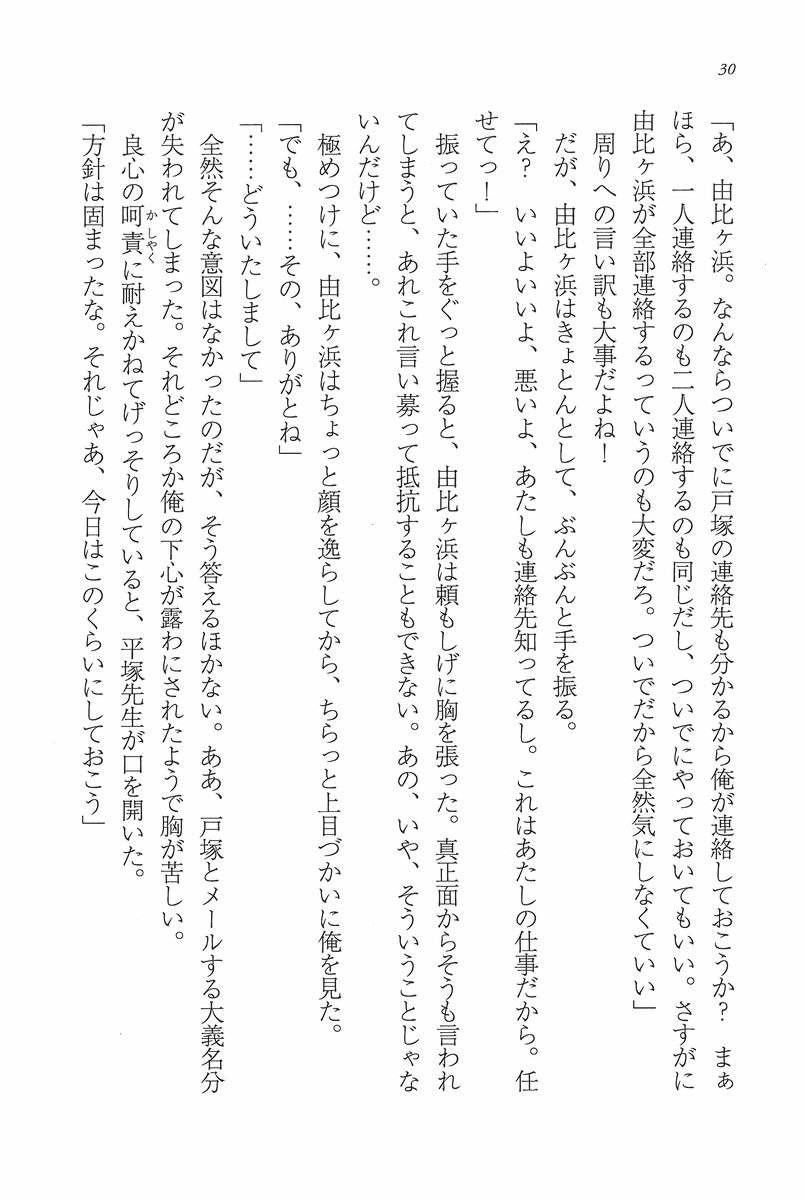 30
「あ、由比ヶ浜。なんならついでに戸塚の連絡先も分かるから俺が連絡しておこうか？　まぁ
ほら、一人連絡するのも二人連絡するのも同じだし、ついでにやっておいてもいい。さすがに
由比ヶ浜が全部連絡するっていうのも大変だろ。ついでだから全然気にしなくていい」
　周りへの言い訳も大事だよね！
　だが、由比ヶ浜はきょとんとして、ぶんぶんと手を振る。
「え？　いいよいいよ、悪いよ、あたしも連絡先知ってるし。これはあたしの仕事だから。任
せてっ！」
　振っていた手をぐっと握ると、由比ヶ浜は頼もしげに胸を張った。真正面からそうも言われ
てしまうと、あれこれ言い募って抵抗することもできない。あの、いや、そういうことじゃな
いんだけど……。
　極めつけに、由比ヶ浜はちょっと顔を逸らしてから、ちらっと上目づかいに俺を見た。
「でも、……その、ありがとね」
「……どういたしまして」
　全然そんな意図はなかったのだが、そう答えるほかない。ああ、戸塚とメールする大義名分
が失われてしまった。それどころか俺の下心が露わにされたようで胸が苦しい。
　良心の呵責かしゃくに耐えかねてげっそりしていると、平塚先生が口を開いた。
「方針は固まったな。それじゃあ、今日はこのくらいにしておこう」